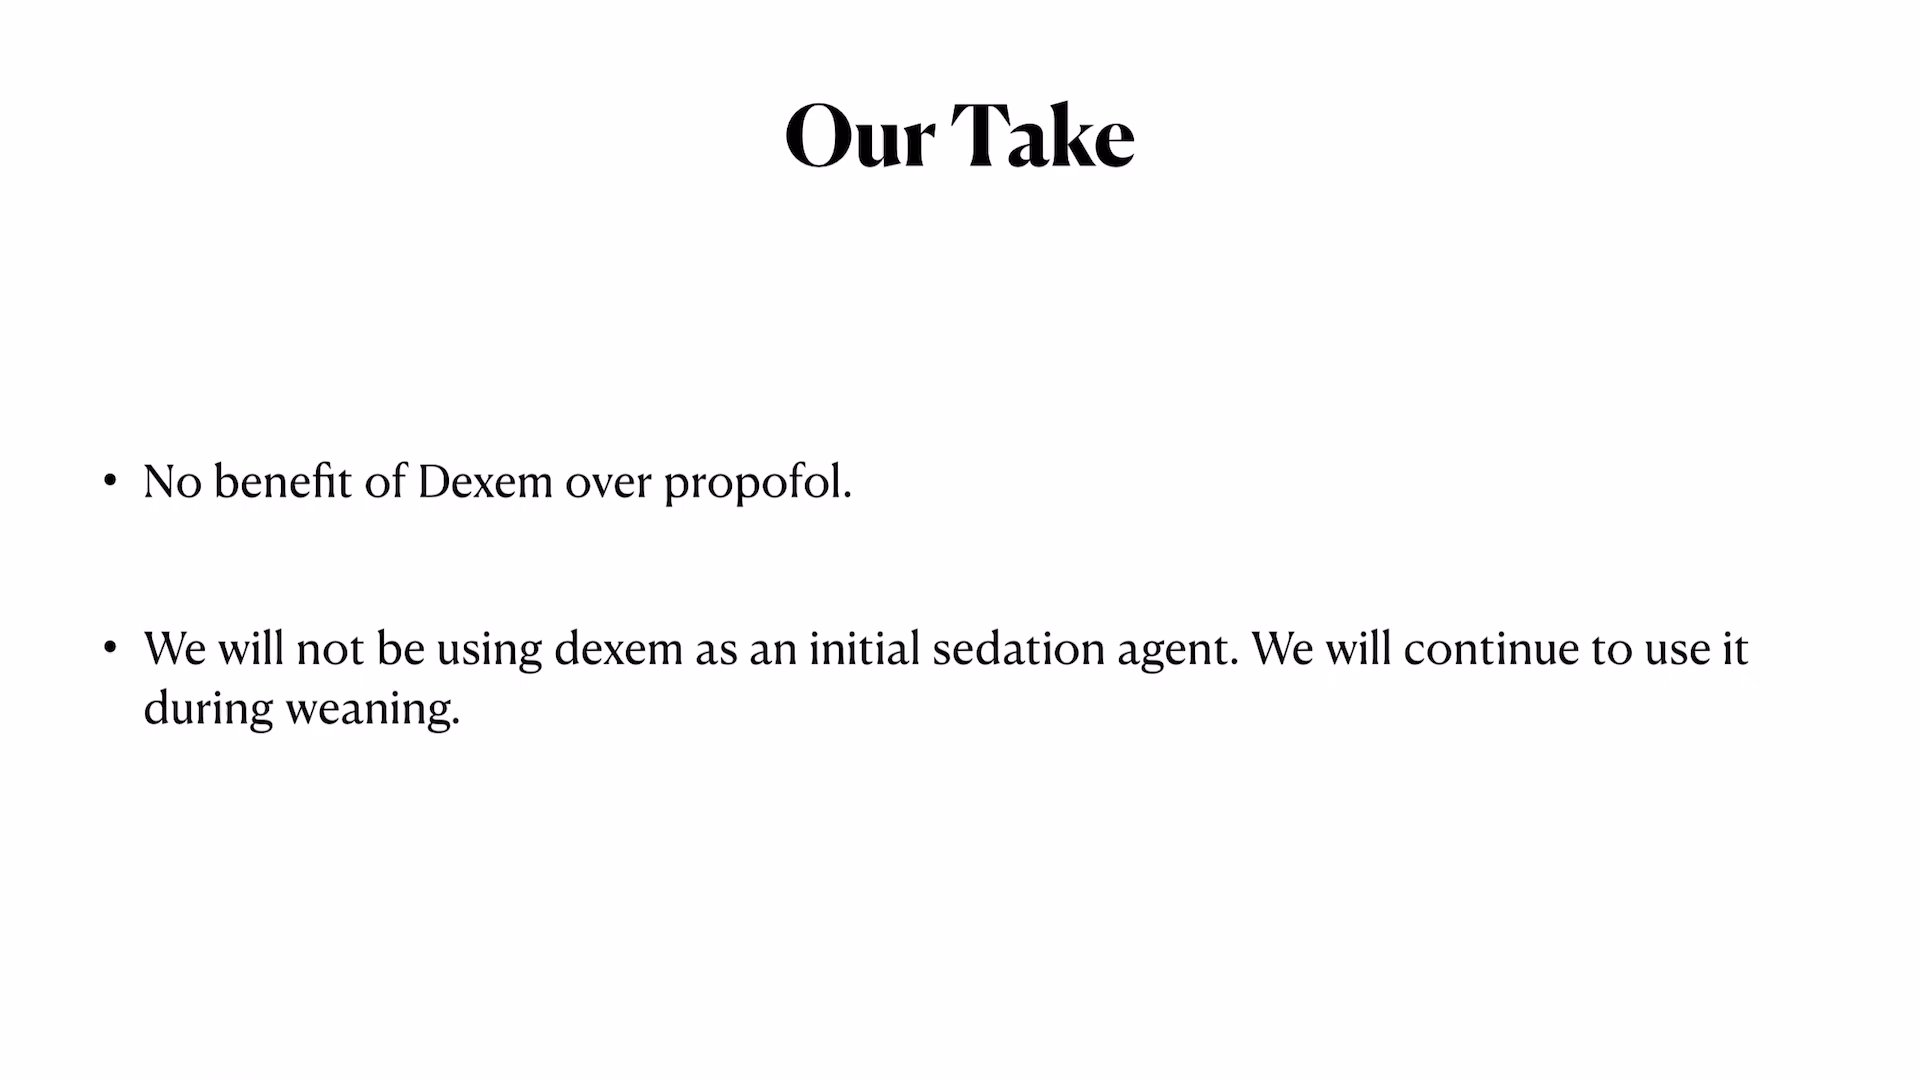 Our Take
• No benefit of Dexem over propofol.
• We will not be using dexem as an initial sedation agent. We will continue to use it
during weaning.